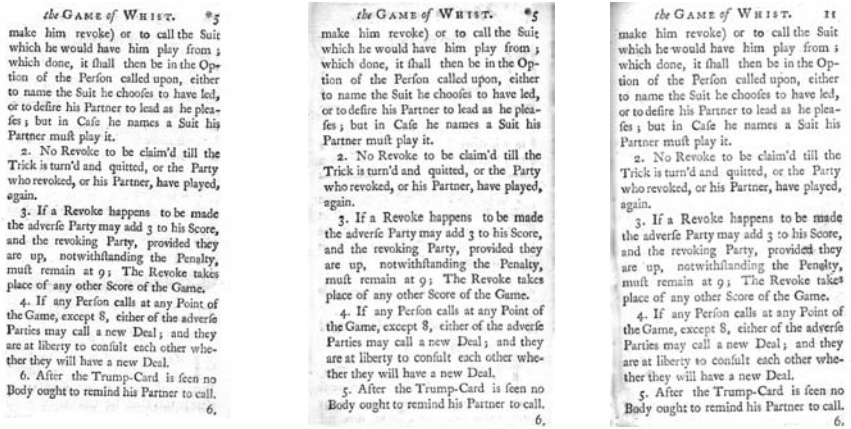 the GAME of WHIST. *5
make him revoke) or to call the Suit
which he would have him play from ;
which done, it ſhall then be in the Op-
tion of the Perſon called upon, either
to name the Suit he chooſes to have led,
or to deſire his Partner to lead as he plea-
ſes ; but in Caſe he names a Suit his
Partner muſt play it.
2. No Revoke to be claim'd till the
Trick is turn'd and quitted, or the Party
who revoked, or his Partner, have played,
again.
3. If a Revoke happens to be made
the adverſe Party may add 3 to his Score,
and the revoking Party, provided they
are up, notwithſtanding the Penalty,
muſt remain at 9; The Revoke takes
place of any other Score of the Game.
4. If any Perſon calls at any Point of
the Game, except 8, either of the adverſe
Parties may call a new Deal; and they
are at liberty to conſult each other whe-
ther they will have a new Deal.
6. After the Trump-Card is ſeen no
Body ought to remind his Partner to call.
6.
the GAME of WHIST. *5
make him revoke) or to call the Suit
which he would have him play from ;
which done, it ſhall then be in the Op-
tion of the Perſon called upon, either
to name the Suit he chooſes to have led,
or to deſire his Partner to lead as he plea-
ſes ; but in Caſe he names a Suit his
Partner muſt play it.
2. No Revoke to be claim'd till the
Trick is turn'd and quitted, or the Party
who revoked, or his Partner, have played,
again.
3. If a Revoke happens to be made
the adverſe Party may add 3 to his Score,
and the revoking Party, provided they
are up, notwithſtanding the Penalty,
muſt remain at 9; The Revoke takes
place of any other Score of the Game.
4. If any Perſon calls at any Point of
the Game, except 8, either of the adverſe
Parties may call a new Deal; and they
are at liberty to conſult each other whe-
ther they will have a new Deal.
5. After the Trump-Card is ſeen no
Body ought to remind his Partner to call.
6.
the GAME of WHIST. 11
make him revoke) or to call the Suit
which he would have him play from ;
which done, it ſhall then be in the Op-
tion of the Perſon called upon, either
to name the Suit he chooſes to have led,
or to deſire his Partner to lead as he plea-
ſes ; but in Caſe he names a Suit his
Partner muſt play it.
2. No Revoke to be claim'd till the
Trick is turn'd and quitted, or the Party
who revoked, or his Partner, have played,
again.
3. If a Revoke happens to be made
the adverſe Party may add 3 to his Score,
and the revoking Party, provided they
are up, notwithſtanding the Penalty,
muſt remain at 9; The Revoke takes
place of any other Score of the Game.
4. If any Perſon calls at any Point of
the Game, except 8, either of the adverſe
Parties may call a new Deal; and they
are at liberty to conſult each other whe-
ther they will have a new Deal.
5. After the Trump-Card is ſeen no
Body ought to remind his Partner to call.
6.